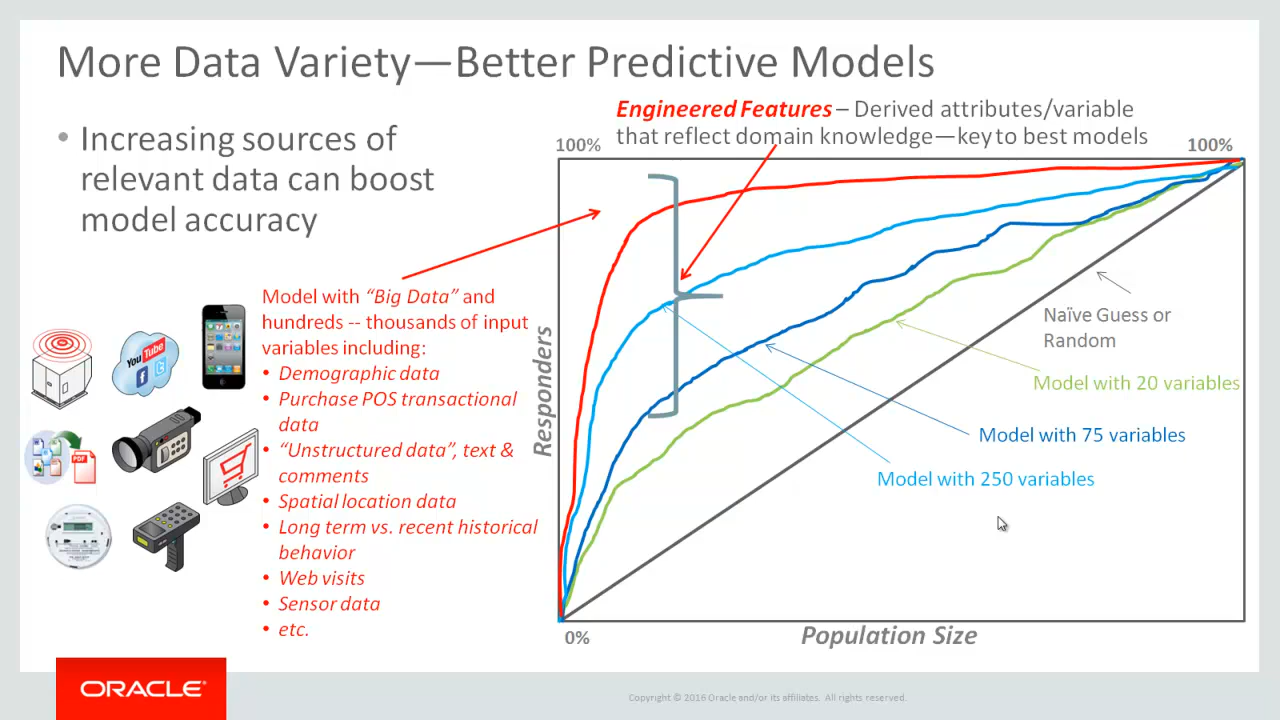 More Data Variety—Better Predictive Models
• Increasing sources of
relevant data can boost
model accuracy
Engineered Features – Derived attributes/variable
that reflect domain knowledge—key to best models
100%
100%
Model with “Big Data” and
hundreds -- thousands of input
variables including:
• Demographic data
• Purchase POS transactional
data
• “Unstructured data”, text &
comments
• Spatial location data
• Long term vs. recent historical
behavior
• Web visits
• Sensor data
• etc.
You Tube
PDF
Responders
Naïve Guess or
Random
Model with 20 variables
Model with 75 variables
Model with 250 variables
0%
Population Size
ORACLE®
Copyright © 2016 Oracle and/or its affiliates. All rights reserved.